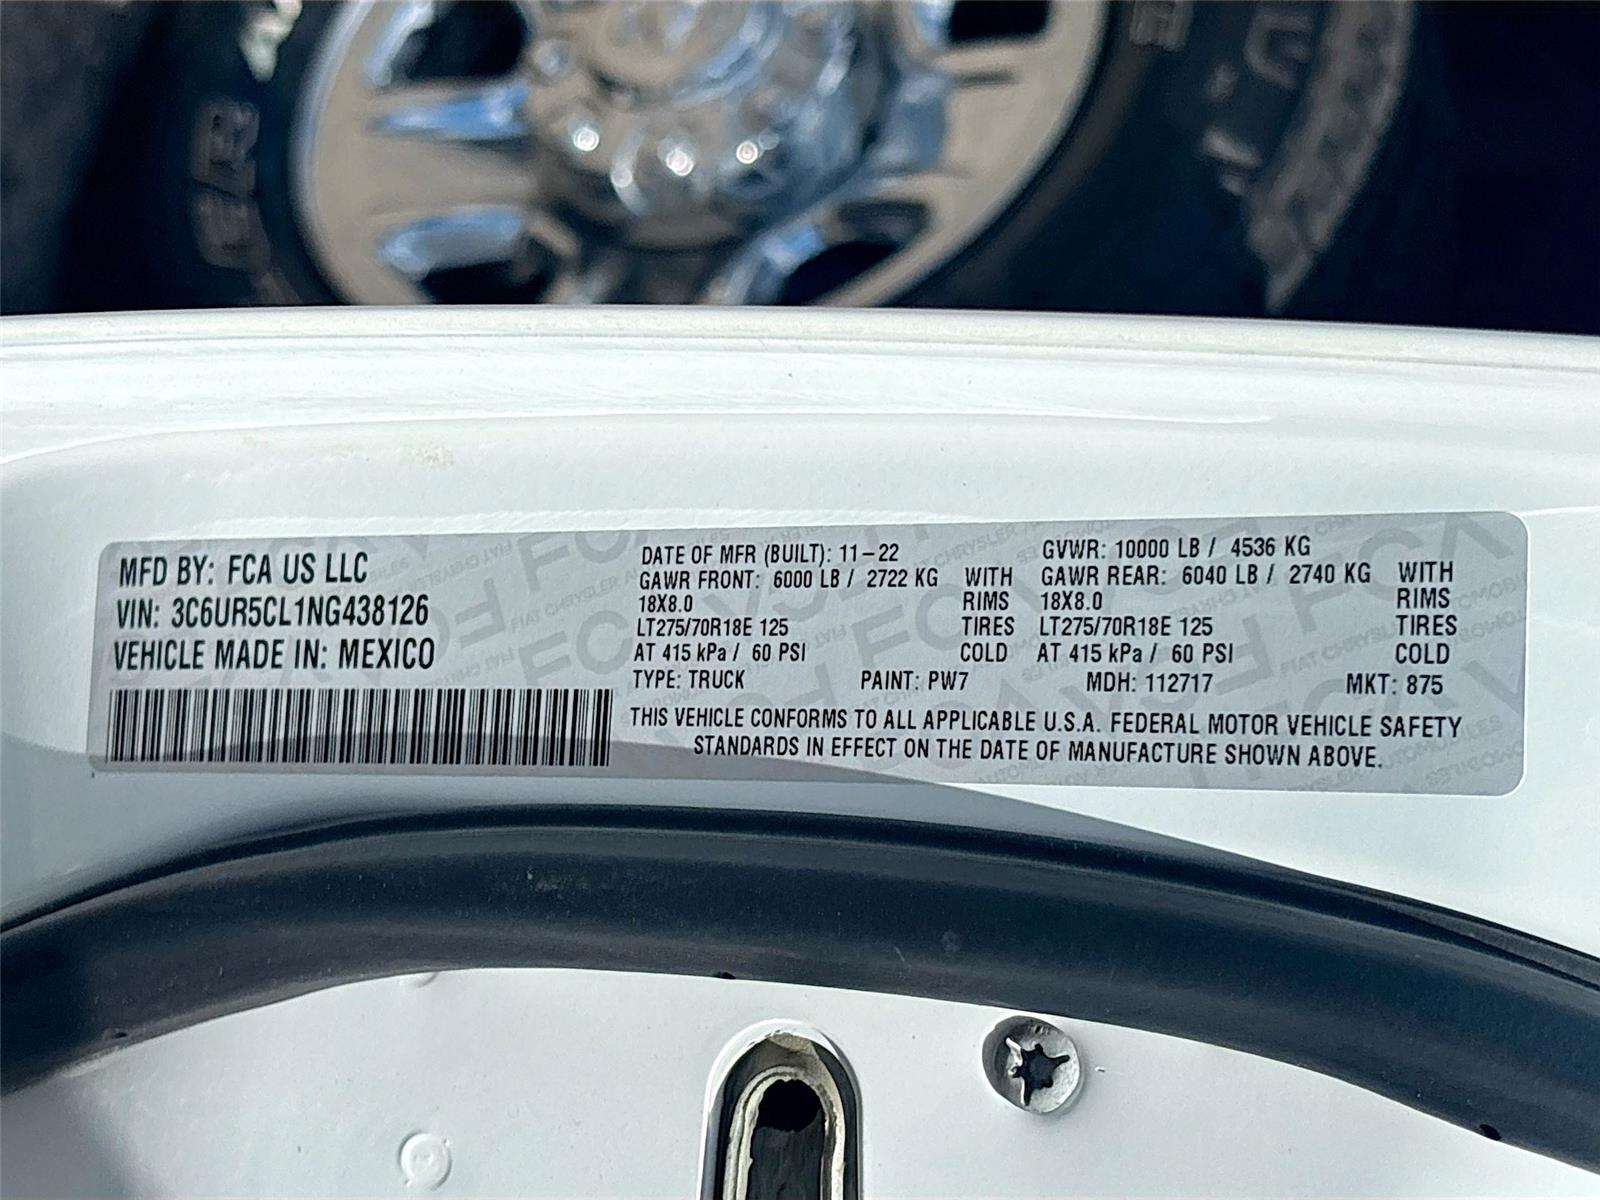 MFD BY: FCA US LLC
VIN: 3C6UR5CL1NG438126
VEHICLE MADE IN: MEXICO
DATE OF MFR (BUILT): 11-22 GVWR: 10000 LB / 4536 KG
GAWR FRONT: 6000 LB / 2722 KG WITH GAWR REAR: 6040 LB / 2740 KG WITH
18X8.0 RIMS 18X8.0 RIMS
LT275/70R18E 125 TIRES LT275/70R18E 125 TIRES
AT 415 kPa / 60 PSI COLD AT 415 kPa / 60 PSI COLD
TYPE: TRUCK PAINT: PW7 MDH: 112717 MKT: 875
THIS VEHICLE CONFORMS TO ALL APPLICABLE U.S.A. FEDERAL MOTOR VEHICLE SAFETY
STANDARDS IN EFFECT ON THE DATE OF MANUFACTURE SHOWN ABOVE.